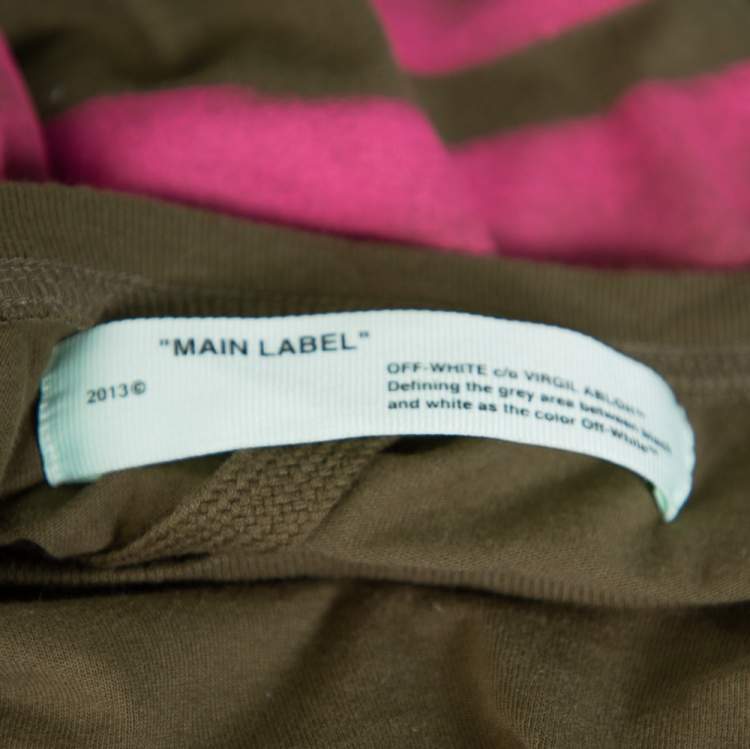 "MAIN LABEL"
2013©
OFF-WHITE c/o VIRGIL ABLOH™
Defining the grey area between black
and white as the color Off-White™